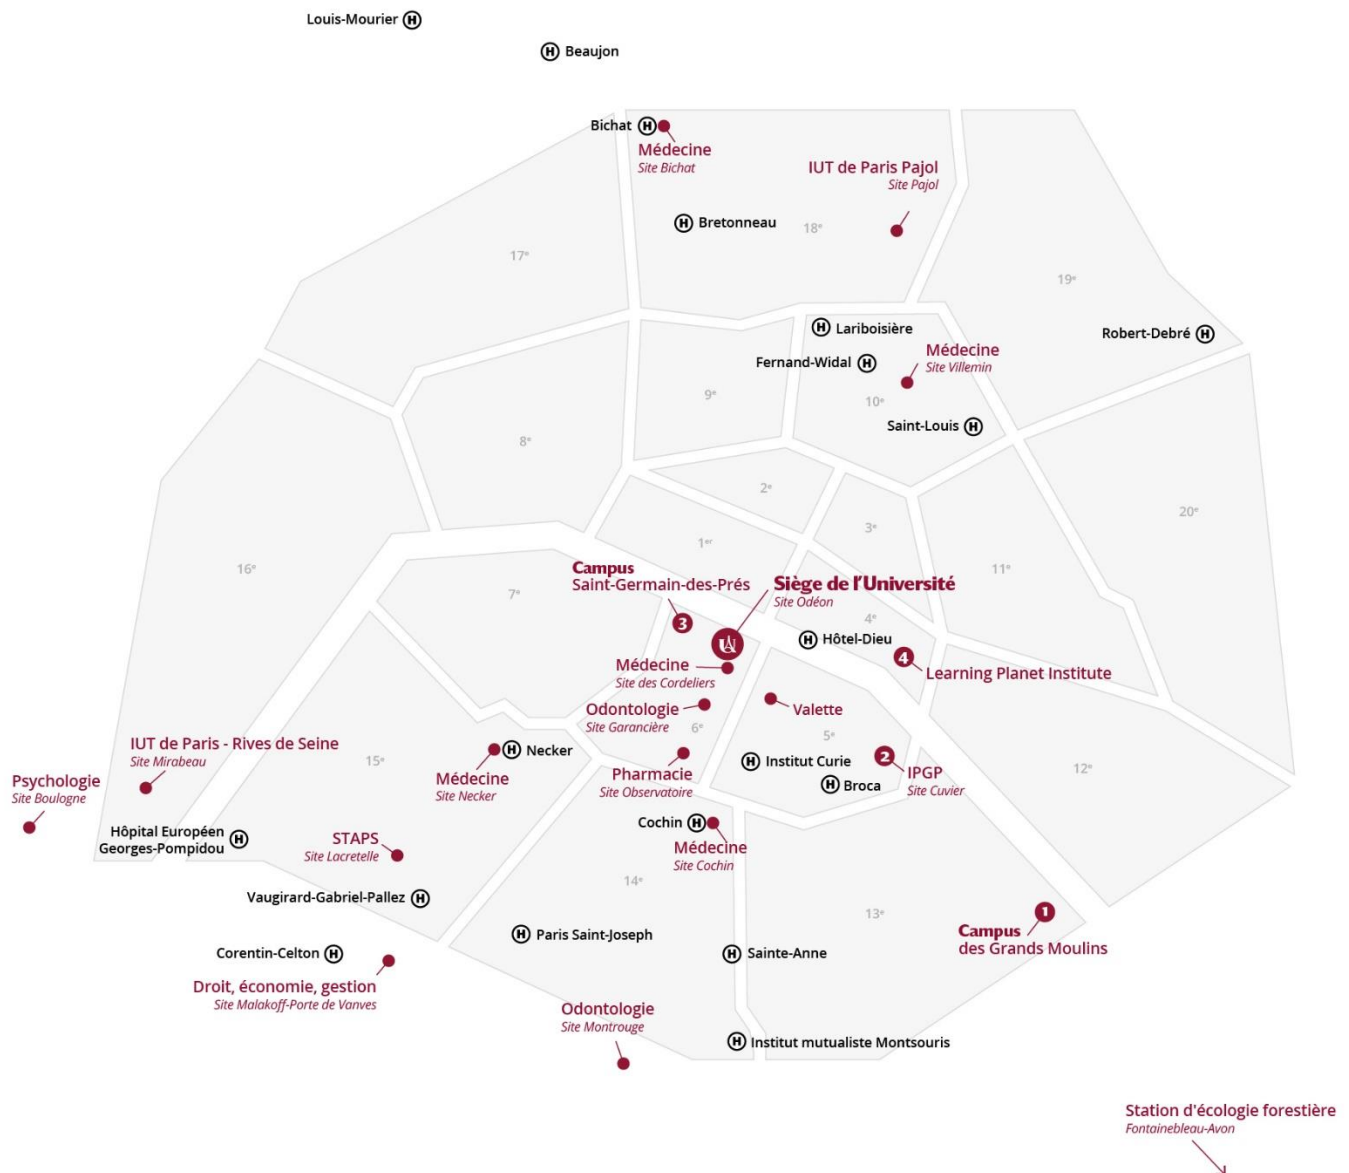 Louis-Mourier H
H Beaujon
Bichat H
Médecine
Site Bichat
IUT de Paris Pajol
Site Pajol
H Bretonneau
18e
17e
19e
H Lariboisière
Robert-Debré H
Fernand-Widal H
Médecine
Site Villemin
9e
10e
Saint-Louis H
8e
2e
3e
20e
1er
Campus
Saint-Germain-des-Prés
Siège de l'Université
Site Odéon
16e
11e
7e
4e
3
U
H Hôtel-Dieu
4
Learning Planet Institute
Médecine
Site des Cordeliers
Odontologie
Site Garancière
Valette
6e
5e
IUT de Paris - Rives de Seine
Site Mirabeau
15e
H Necker
Médecine
Site Necker
Pharmacie
Site Observatoire
H Institut Curie
2
IPGP
Site Cuvier
H Broca
12e
Psychologie
Site Boulogne
Hôpital Européen
Georges-Pompidou H
STAPS
Site Lacretelle
Cochin H
Médecine
Site Cochin
14e
13e
Vaugirard-Gabriel-Pallez H
H Paris Saint-Joseph
1
Campus
des Grands Moulins
Corentin-Celton H
H Sainte-Anne
Droit, économie, gestion
Site Malakoff-Porte de Vanves
Odontologie
Site Montrouge
H Institut mutualiste Montsouris
Station d'écologie forestière
Fontainebleau-Avon